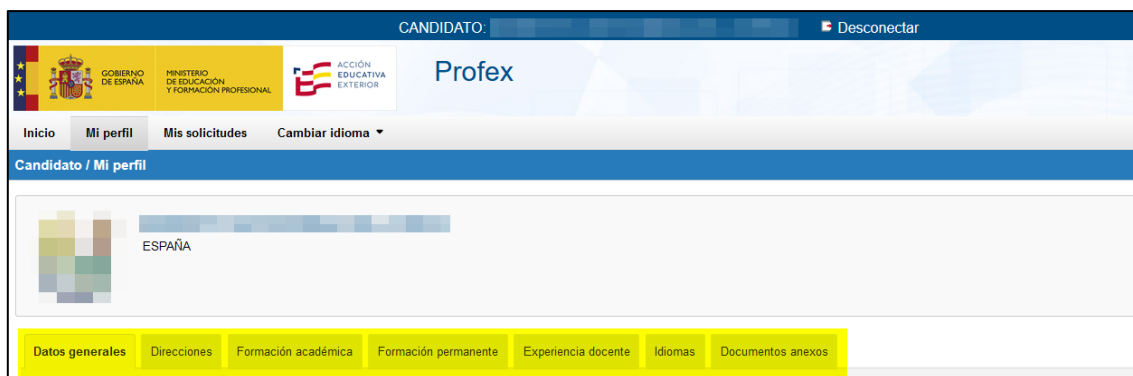 CANDIDATO: Desconectar
GOBIERNO
DE ESPAÑA
MINISTERIO
DE EDUCACIÓN
Y FORMACIÓN PROFESIONAL
ACCIÓN
EDUCATIVA
EXTERIOR
Profex
Inicio Mi perfil Mis solicitudes Cambiar idioma
Candidato / Mi perfil
ESPAÑA
Datos generales Direcciones Formación académica Formación permanente Experiencia docente Idiomas Documentos anexos